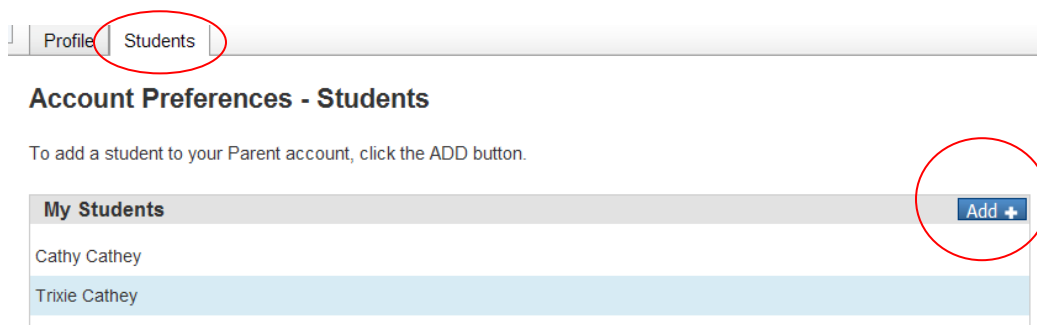 Profile Students
Account Preferences - Students
To add a student to your Parent account, click the ADD button.
My Students Add +
Cathy Cathey
Trixie Cathey